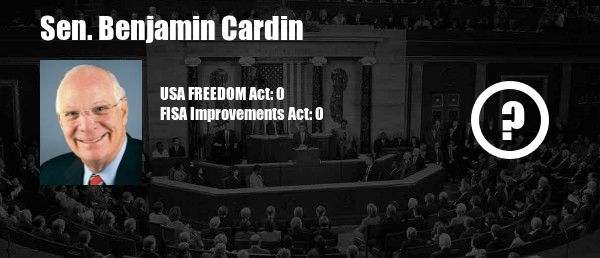 Sen. Benjamin Cardin
USA FREEDOM Act: 0
FISA Improvements Act: 0
?